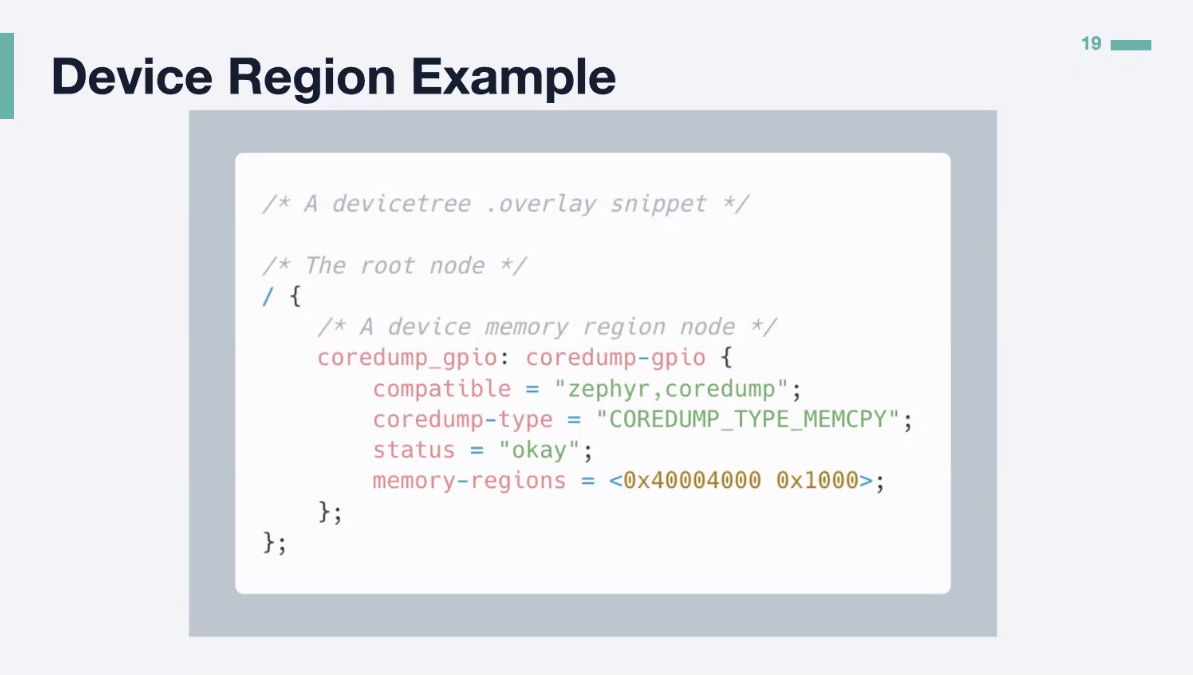 19
Device Region Example
/* A devicetree .overlay snippet */
/* The root node */
/ {
    /* A device memory region node */
    coredump_gpio: coredump-gpio {
        compatible = "zephyr,coredump";
        coredump-type = "COREDUMP_TYPE_MEMCPY";
        status = "okay";
        memory-regions = <0x40004000 0x1000>;
    };
};